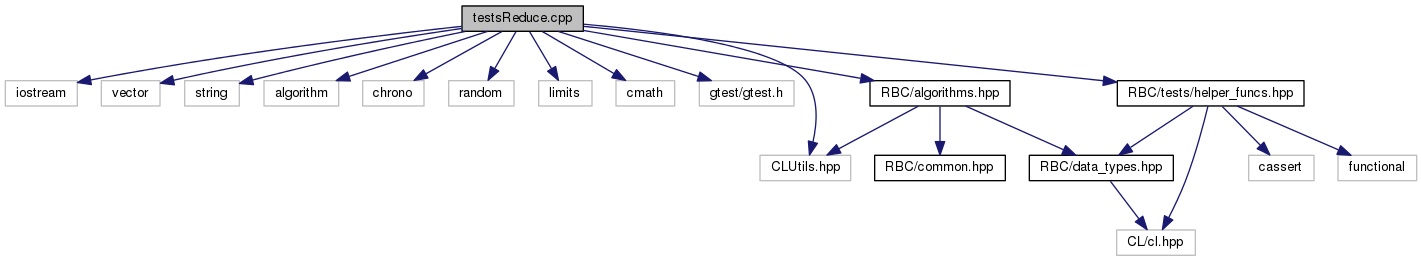 testsReduce.cpp
iostream
vector
string
algorithm
chrono
random
limits
cmath
gtest/gtest.h
RBC/algorithms.hpp
RBC/tests/helper_funcs.hpp
CLUtils.hpp
RBC/common.hpp
RBC/data_types.hpp
cassert
functional
CL/cl.hpp